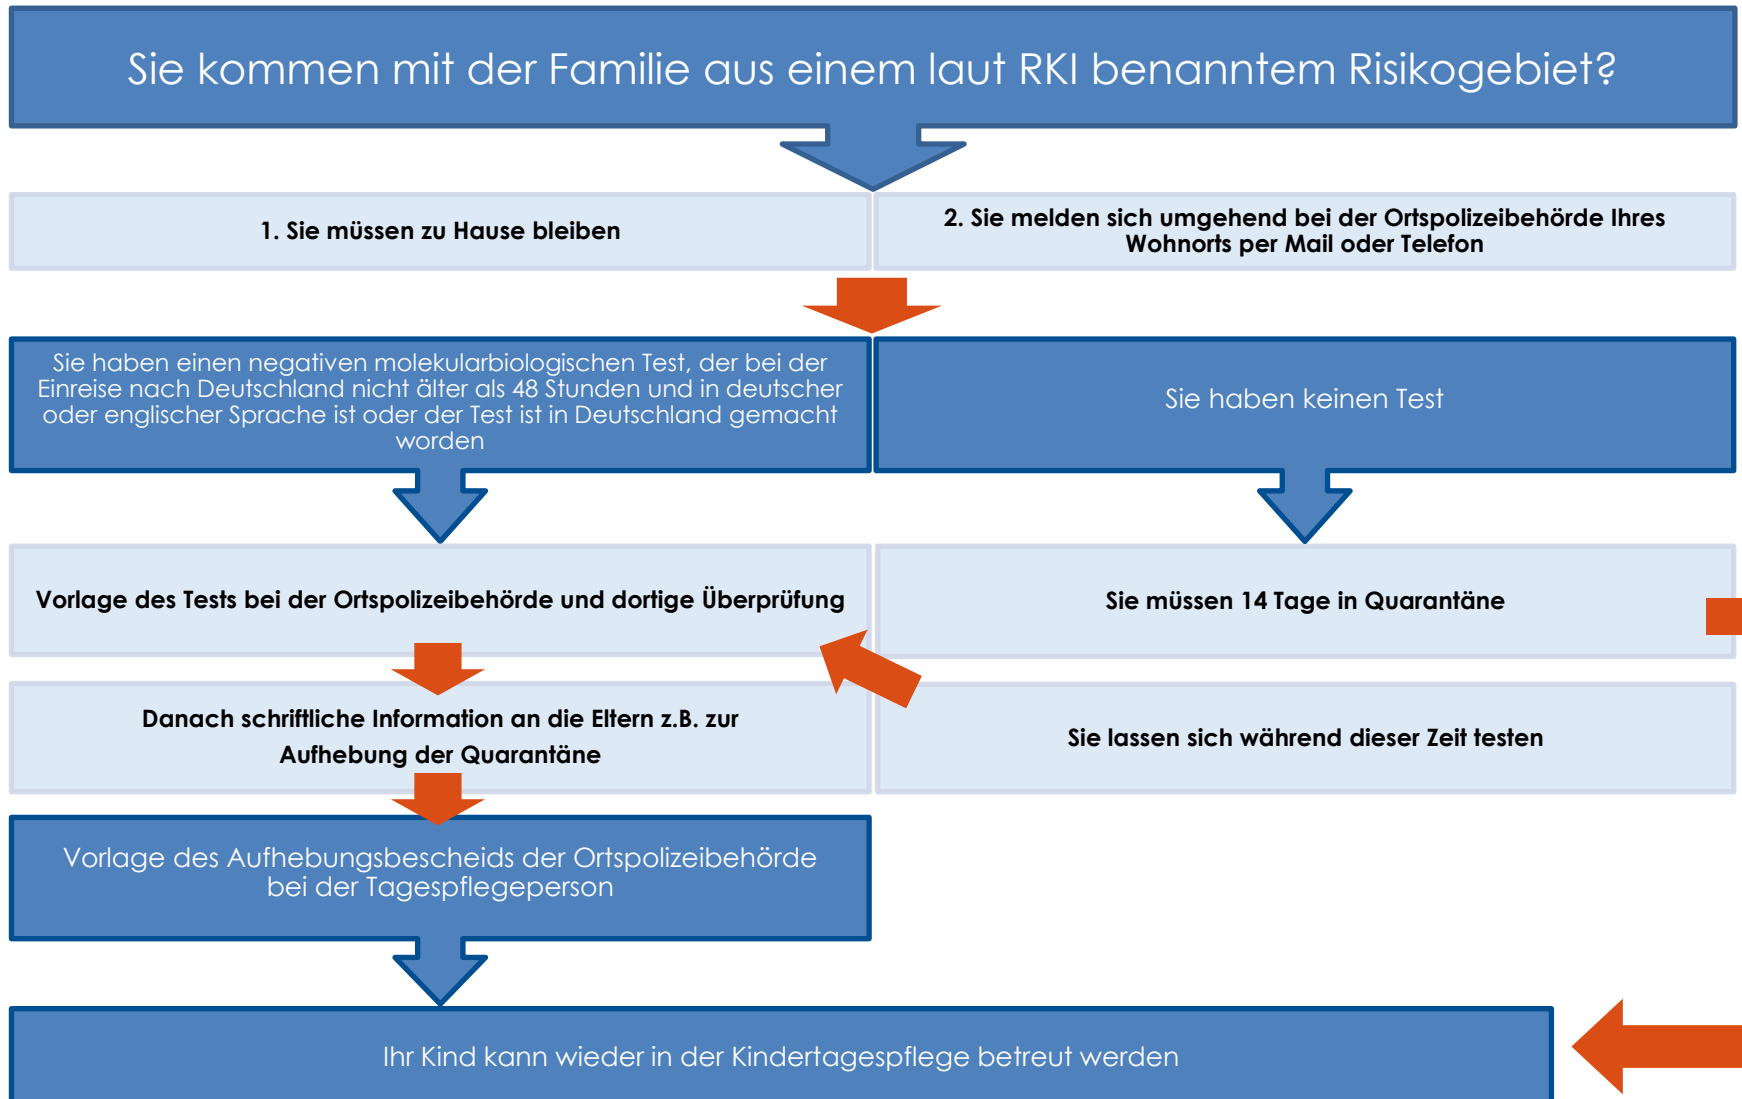 Sie kommen mit der Familie aus einem laut RKI benanntem Risikogebiet?
1. Sie müssen zu Hause bleiben
2. Sie melden sich umgehend bei der Ortspolizeibehörde Ihres
Wohnorts per Mail oder Telefon
Sie haben einen negativen molekularbiologischen Test, der bei der
Einreise nach Deutschland nicht älter als 48 Stunden und in deutscher
oder englischer Sprache ist oder der Test ist in Deutschland gemacht
worden
Sie haben keinen Test
Vorlage des Tests bei der Ortspolizeibehörde und dortige Überprüfung
Sie müssen 14 Tage in Quarantäne
Danach schriftliche Information an die Eltern z.B. zur
Aufhebung der Quarantäne
Sie lassen sich während dieser Zeit testen
Vorlage des Aufhebungsbescheids der Ortspolizeibehörde
bei der Tagespflegeperson
Ihr Kind kann wieder in der Kindertagespflege betreut werden